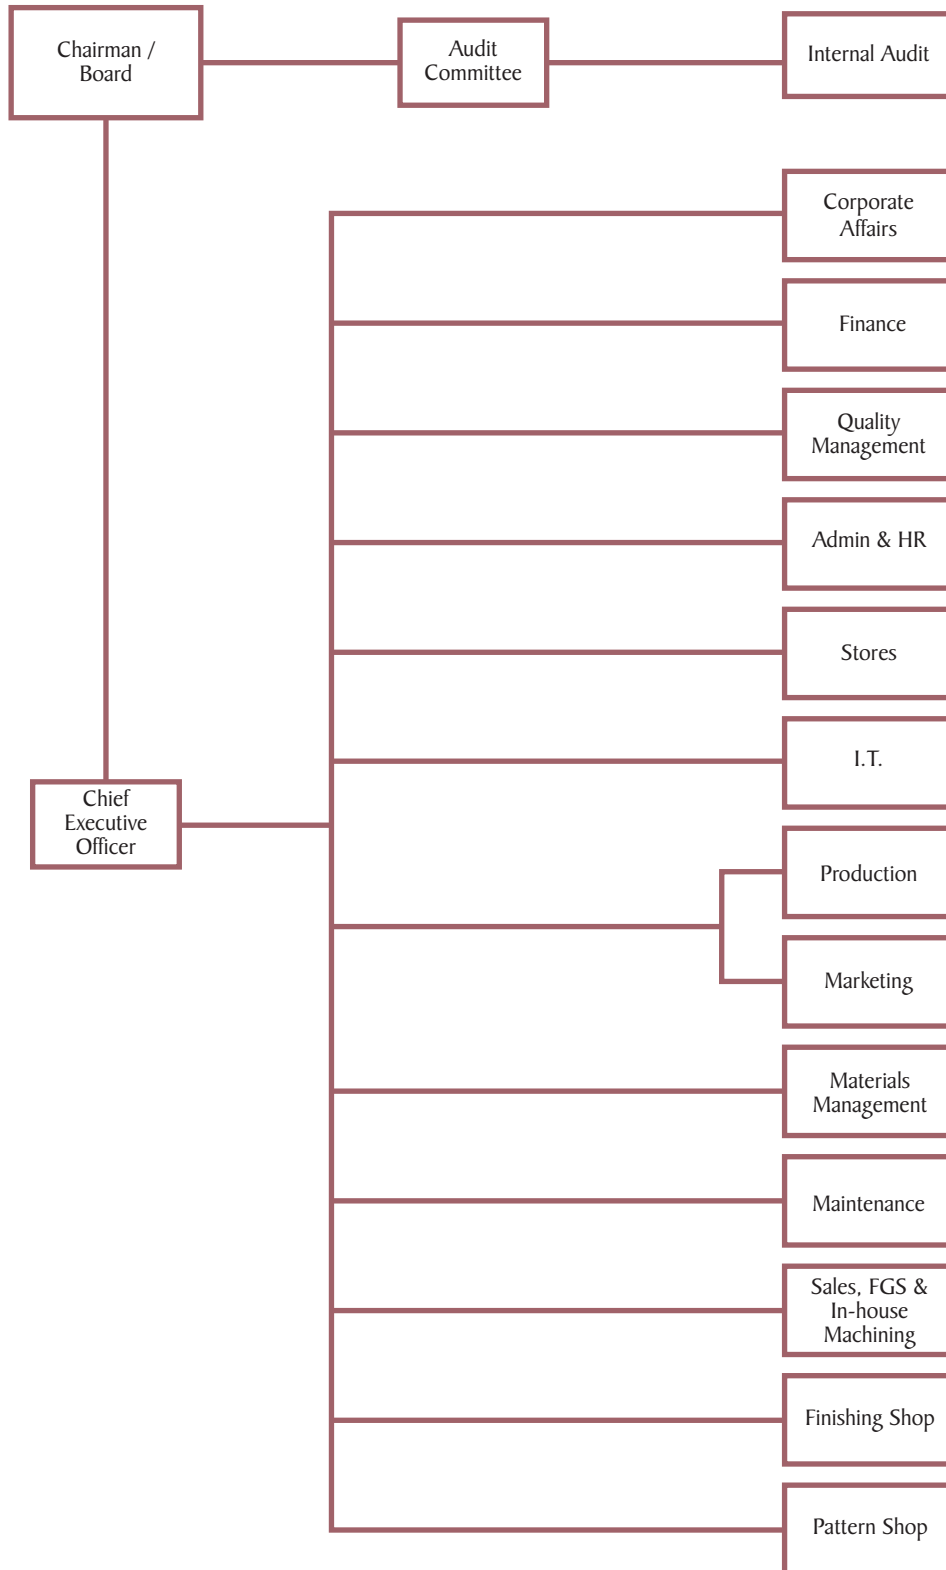 Chairman /
Board
Audit
Committee
Internal Audit
Corporate
Affairs
Finance
Quality
Management
Admin & HR
Stores
I.T.
Chief
Executive
Officer
Production
Marketing
Materials
Management
Maintenance
Sales, FGS &
In-house
Machining
Finishing Shop
Pattern Shop